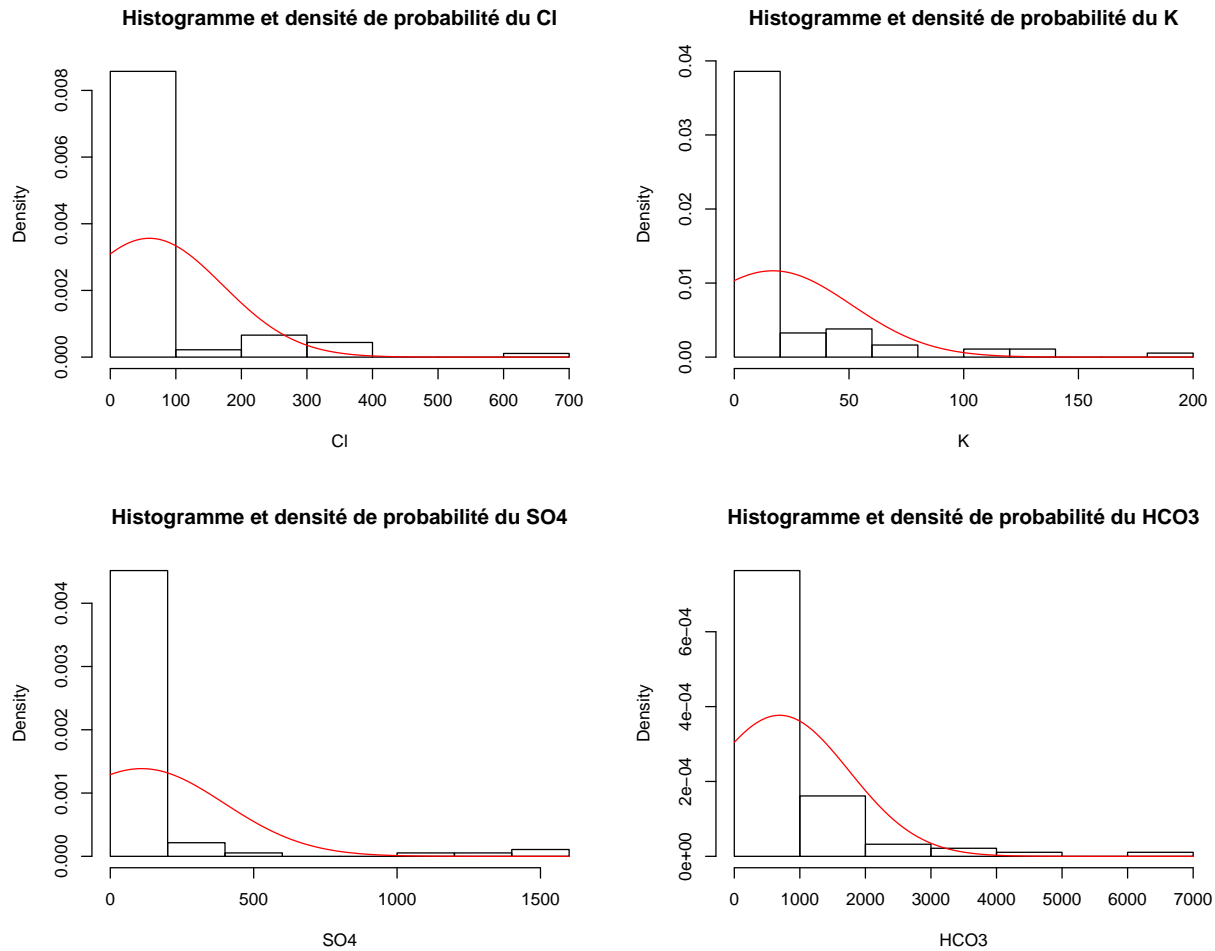 Histogramme et densité de probabilité du Cl
Density
0.000 0.002 0.004 0.006 0.008
0 100 200 300 400 500 600 700
Cl
Histogramme et densité de probabilité du K
Density
0.00 0.01 0.02 0.03 0.04
0 50 100 150 200
K
Histogramme et densité de probabilité du SO4
Density
0.000 0.001 0.002 0.003 0.004
0 500 1000 1500
SO4
Histogramme et densité de probabilité du HCO3
Density
0e+00 2e−04 4e−04 6e−04
0 1000 2000 3000 4000 5000 6000 7000
HCO3